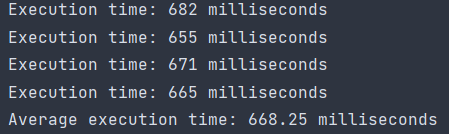 Execution time: 682 milliseconds
Execution time: 655 milliseconds
Execution time: 671 milliseconds
Execution time: 665 milliseconds
Average execution time: 668.25 milliseconds